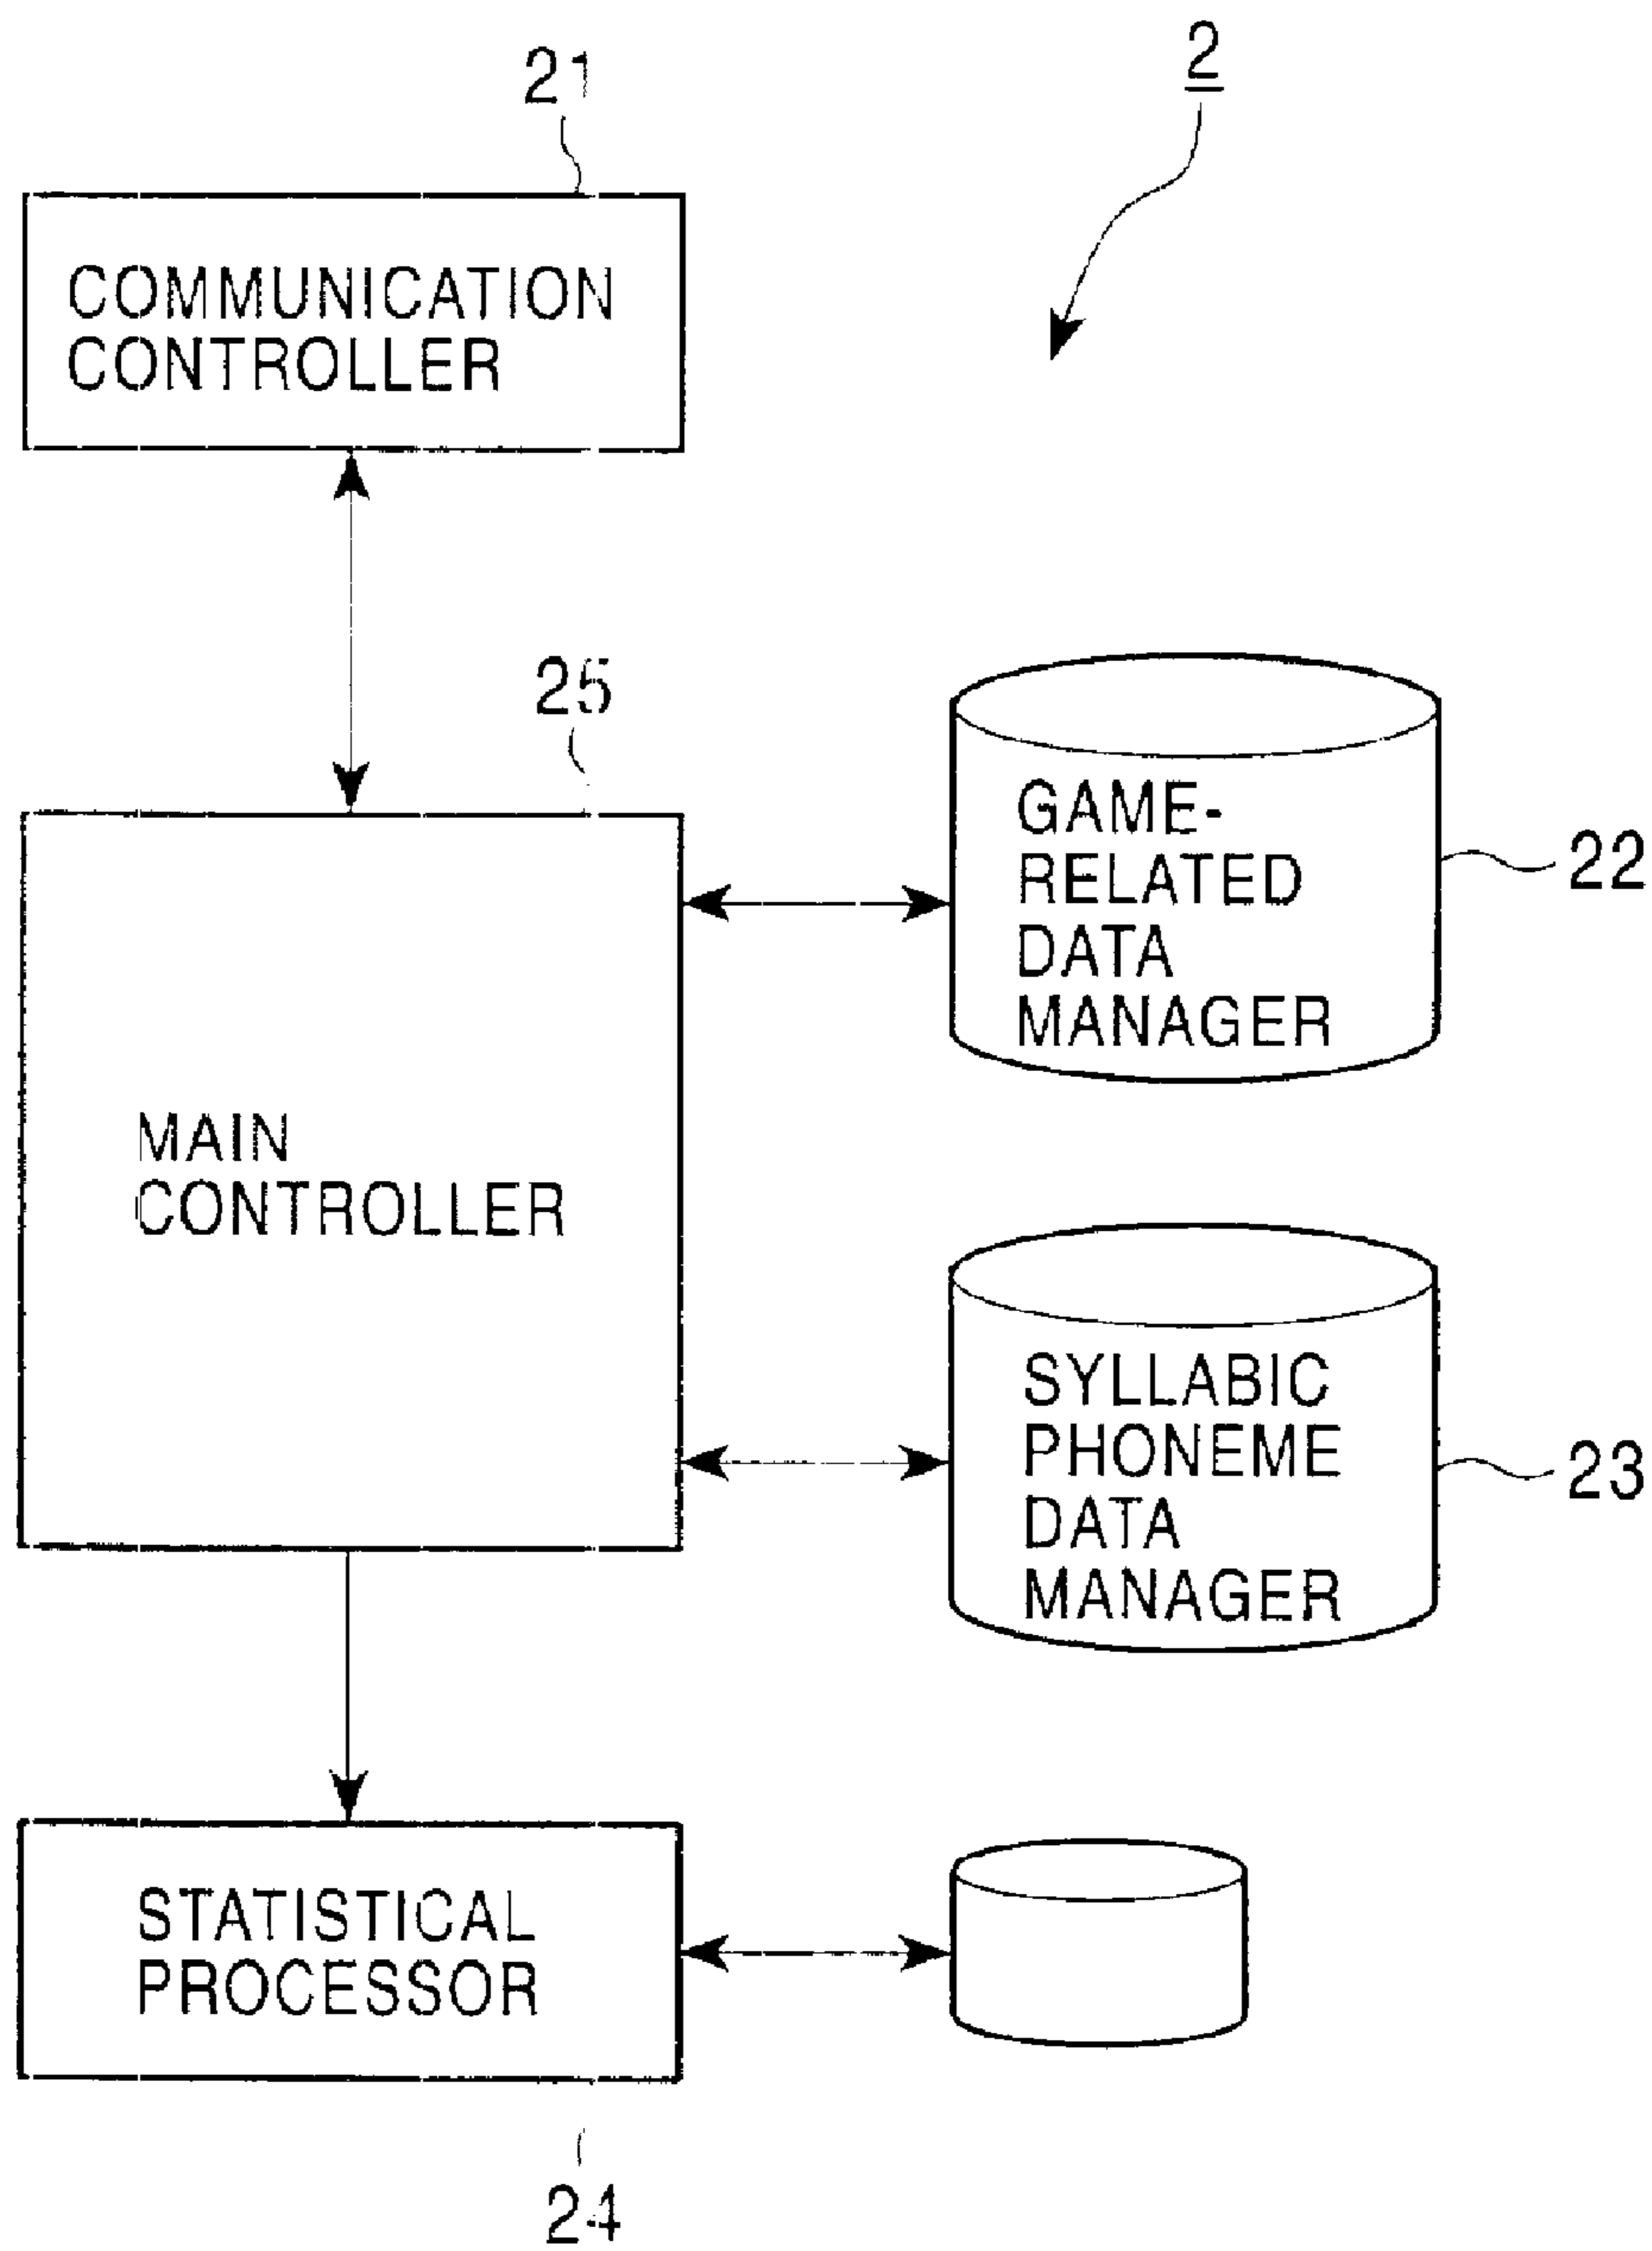 2
21
COMMUNICATION
CONTROLLER
25
GAME-
RELATED
DATA
MANAGER
22
MAIN
CONTROLLER
SYLLABIC
PHONEME
DATA
MANAGER
23
STATISTICAL
PROCESSOR
24